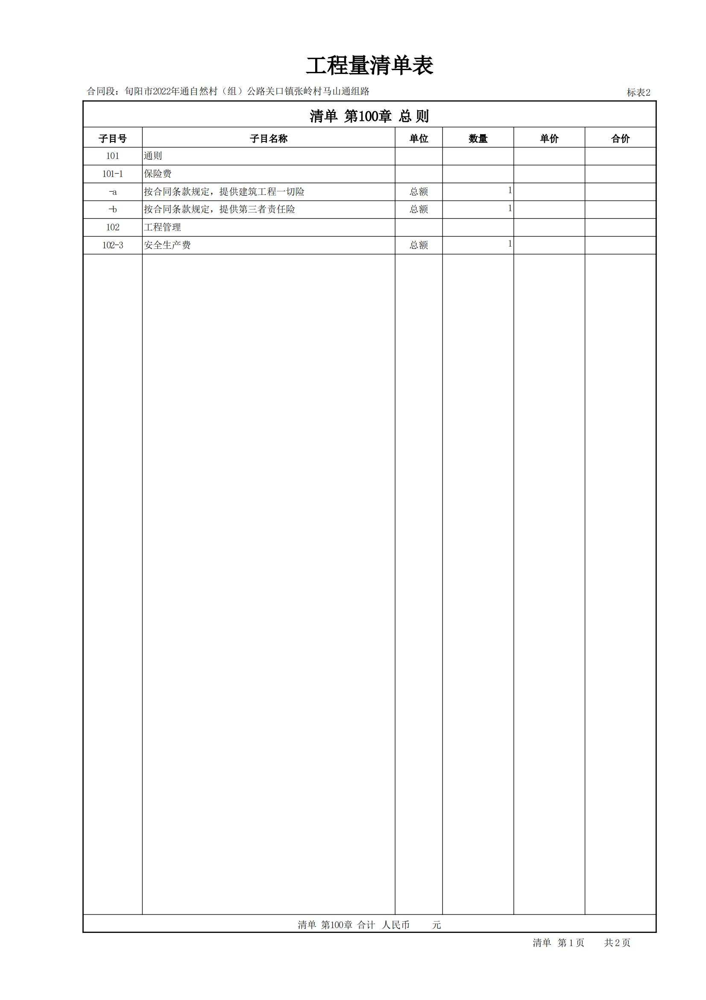 工程量清单表
合同段：旬阳市2022年通自然村（组）公路关口镇张岭村马山通组路 标表2
清单 第100章 总 则
子目号 子目名称 单位 数量 单价 合价
101 通则
101-1 保险费
-a 按合同条款规定，提供建筑工程一切险 总额 1
-b 按合同条款规定，提供第三者责任险 总额 1
102 工程管理
102-3 安全生产费 总额 1
清单 第100章 合计 人民币 元
清单 第1页 共2页